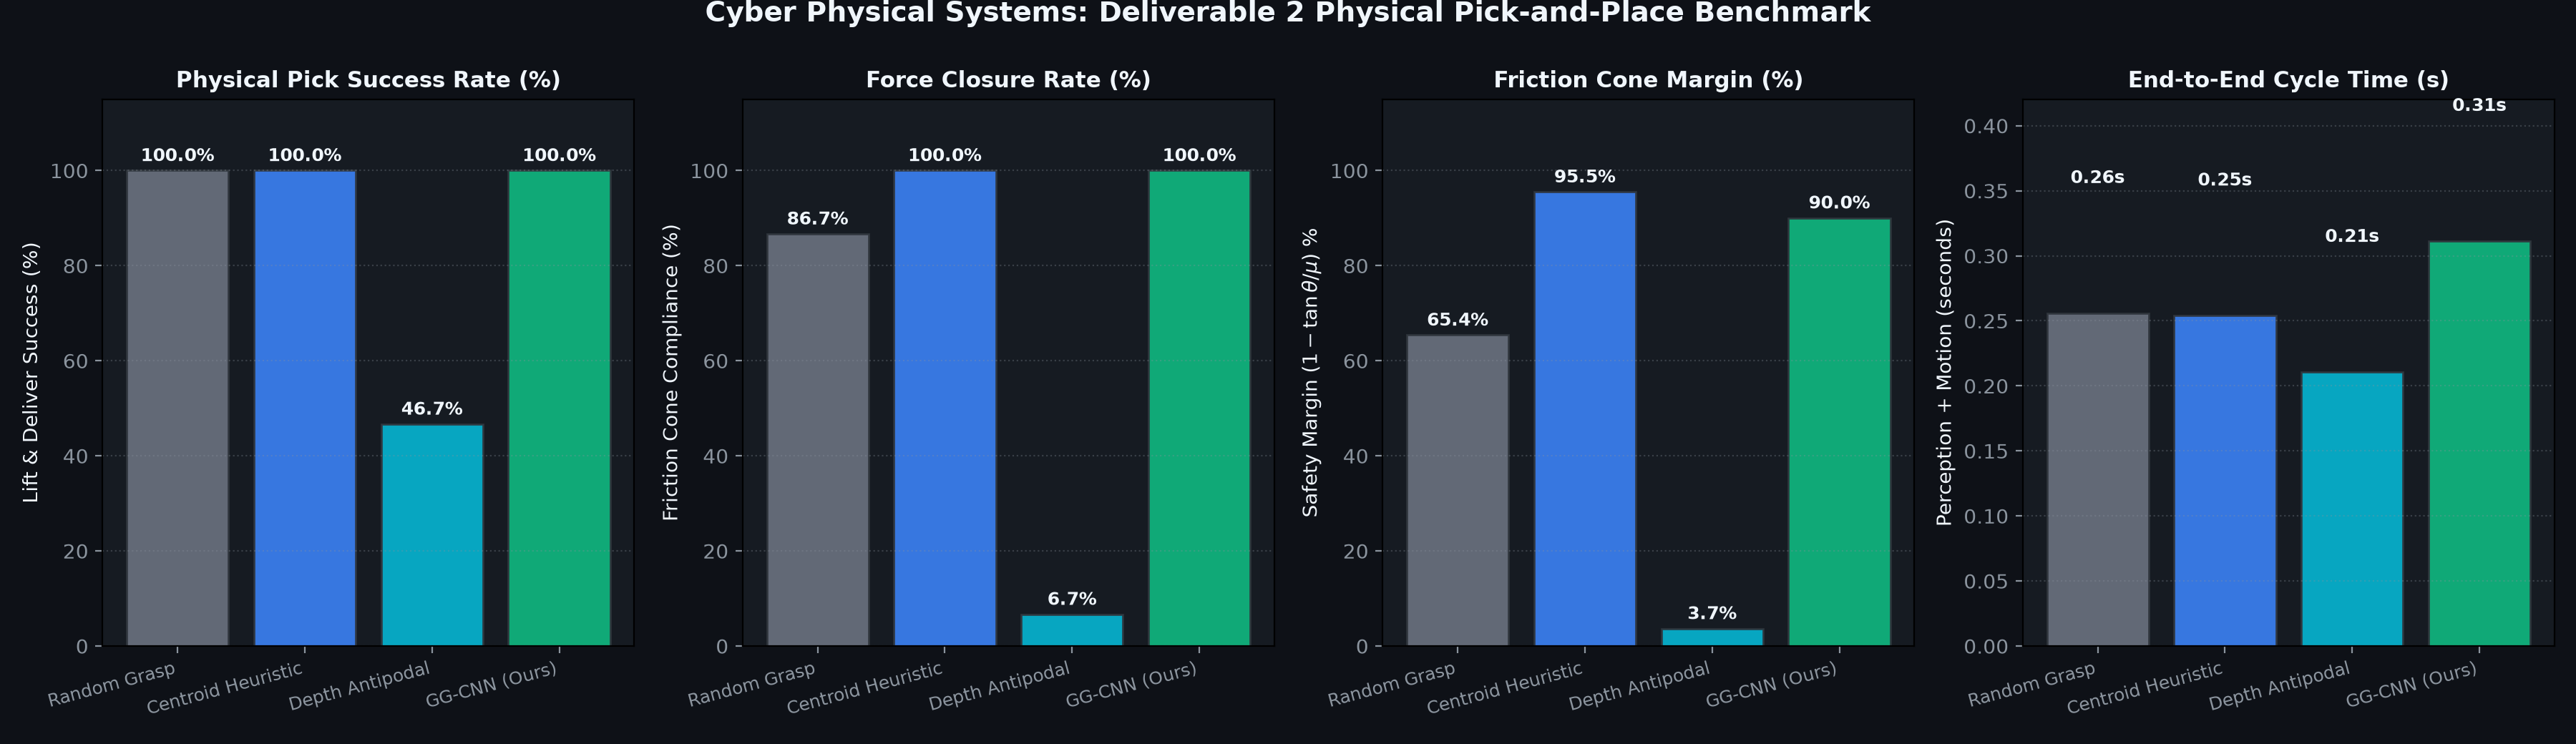 Cyber Physical Systems: Deliverable 2 Physical Pick-and-Place Benchmark
Physical Pick Success Rate (%)
Lift & Deliver Success (%)
100
80
60
40
20
0
100.0%
100.0%
46.7%
100.0%
Random Grasp
Centroid Heuristic
Depth Antipodal
GG-CNN (Ours)
Force Closure Rate (%)
Friction Cone Compliance (%)
100
80
60
40
20
0
86.7%
100.0%
6.7%
100.0%
Random Grasp
Centroid Heuristic
Depth Antipodal
GG-CNN (Ours)
Friction Cone Margin (%)
Safety Margin (1 − tan θ/μ) %
100
80
60
40
20
0
65.4%
95.5%
3.7%
90.0%
Random Grasp
Centroid Heuristic
Depth Antipodal
GG-CNN (Ours)
End-to-End Cycle Time (s)
Perception + Motion (seconds)
0.40
0.35
0.30
0.25
0.20
0.15
0.10
0.05
0.00
0.26s
0.25s
0.21s
0.31s
Random Grasp
Centroid Heuristic
Depth Antipodal
GG-CNN (Ours)